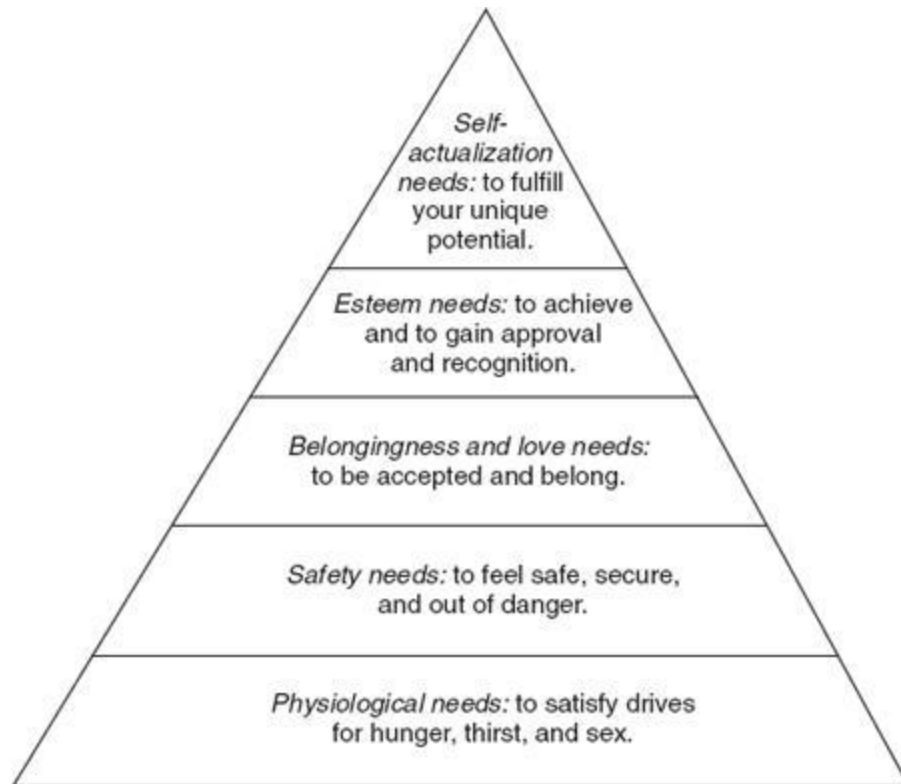 Self-
actualization
needs: to fulfill
your unique
potential.
Esteem needs: to achieve
and to gain approval
and recognition.
Belongingness and love needs:
to be accepted and belong.
Safety needs: to feel safe, secure,
and out of danger.
Physiological needs: to satisfy drives
for hunger, thirst, and sex.